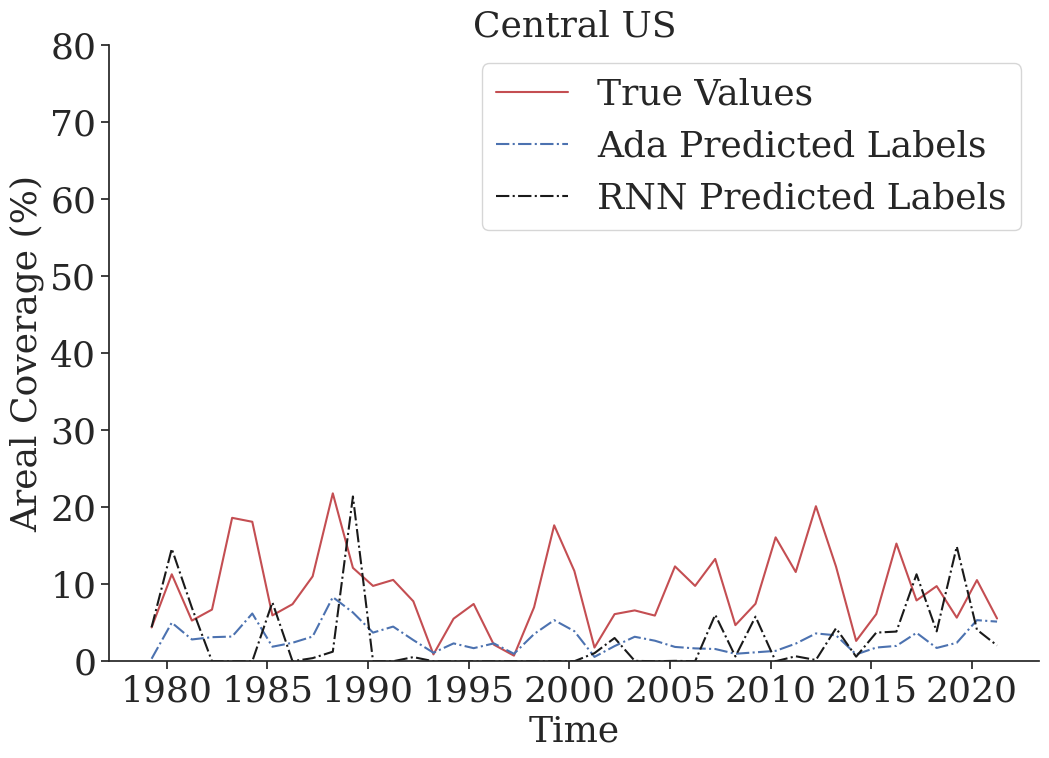 Central US
True Values
Ada Predicted Labels
RNN Predicted Labels
Areal Coverage (%)
80
70
60
50
40
30
20
10
0
1980 1985 1990 1995 2000 2005 2010 2015 2020
Time